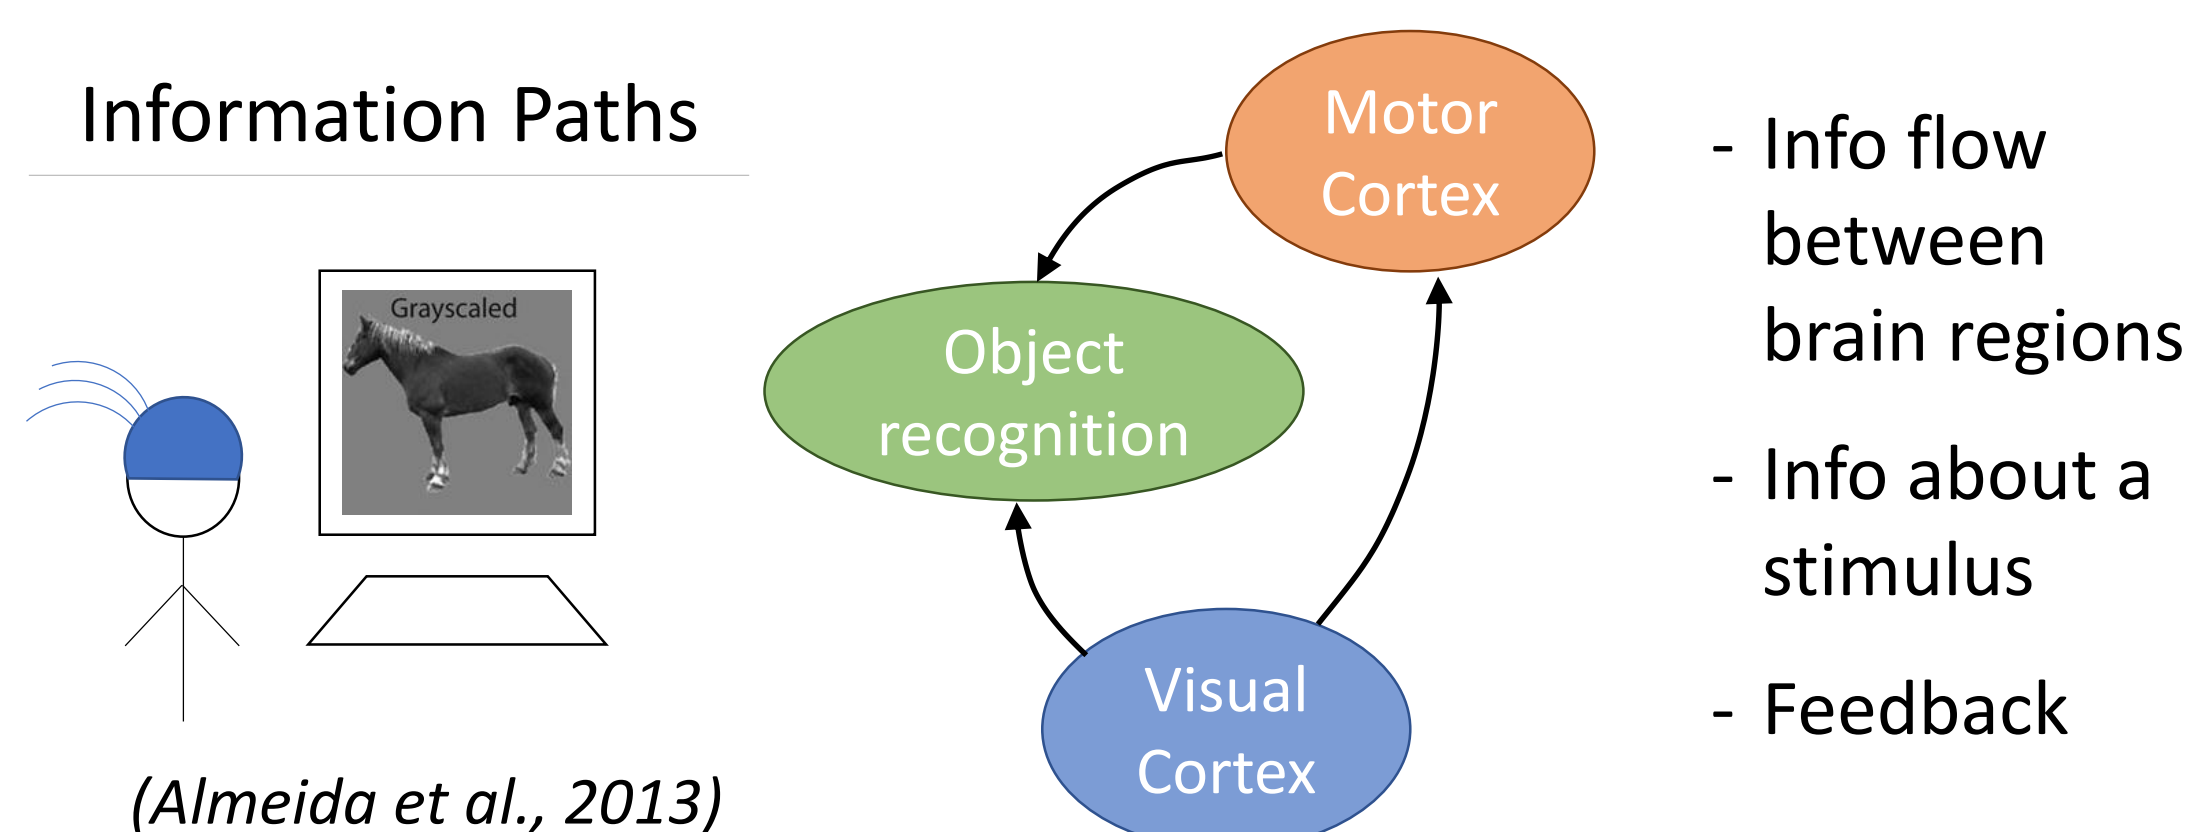 Information Paths
Grayscaled
(Almeida et al., 2013)
Motor
Cortex
Object
recognition
Visual
Cortex
- Info flow
between
brain regions
- Info about a
stimulus
- Feedback